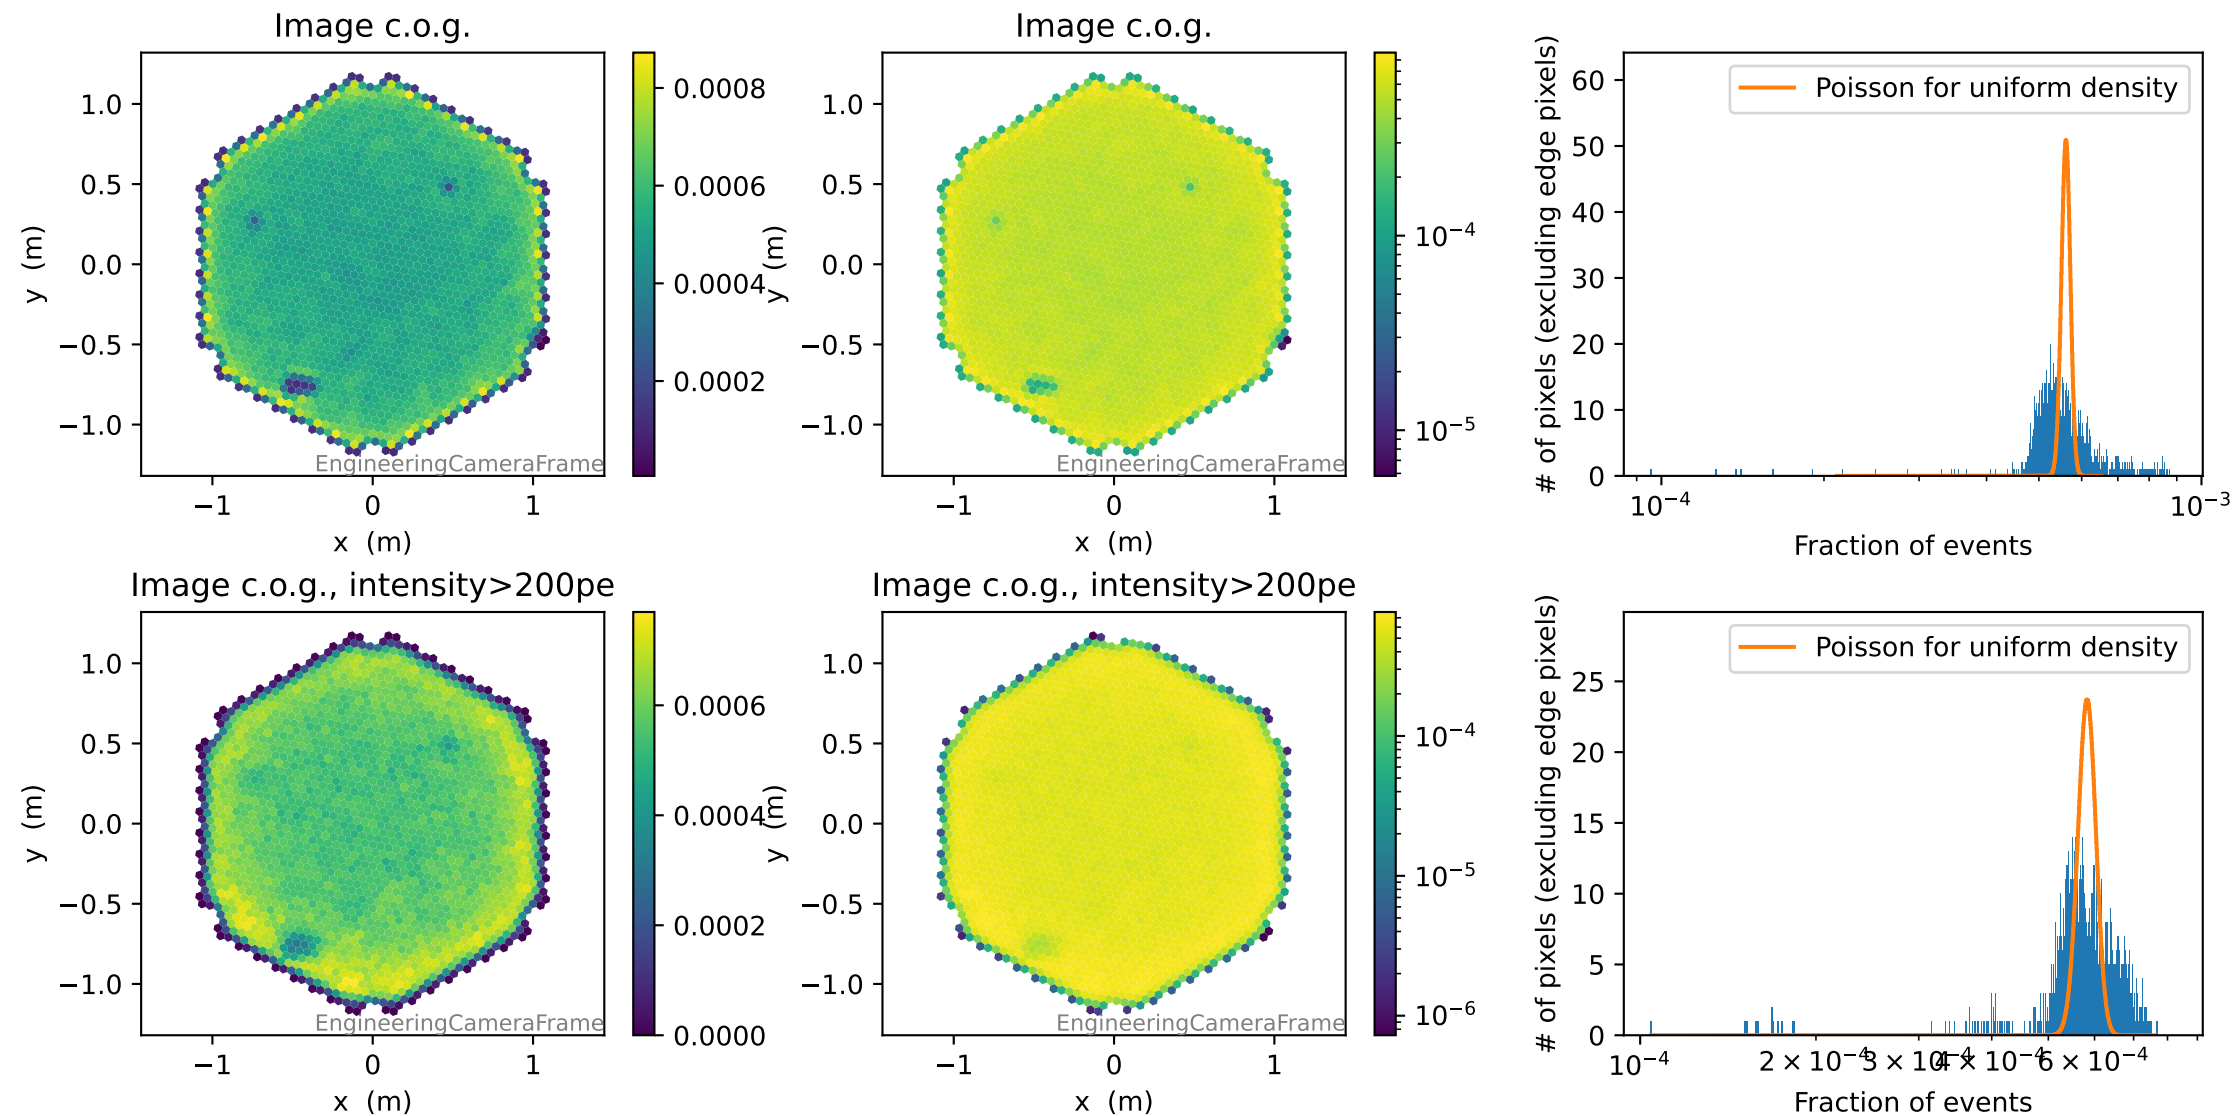 Image c.o.g.
1.0
0.5
0.0
−0.5
−1.0
y (m)
−1
0
1
x (m)
EngineeringCameraFrame
0.0008
0.0006
0.0004
0.0002
Image c.o.g.
1.0
0.5
0.0
−0.5
−1.0
y (m)
−1
0
1
x (m)
EngineeringCameraFrame
10⁻⁴
10⁻⁵
# of pixels (excluding edge pixels)
60
50
40
30
20
10
0
Poisson for uniform density
10⁻⁴
10⁻³
Fraction of events
Image c.o.g., intensity>200pe
1.0
0.5
0.0
−0.5
−1.0
y (m)
−1
0
1
x (m)
EngineeringCameraFrame
0.0006
0.0004
0.0002
0.0000
Image c.o.g., intensity>200pe
1.0
0.5
0.0
−0.5
−1.0
y (m)
−1
0
1
x (m)
EngineeringCameraFrame
10⁻⁴
10⁻⁵
10⁻⁶
# of pixels (excluding edge pixels)
25
20
15
10
5
0
Poisson for uniform density
10⁻⁴
2 × 10⁻⁴
3 × 10⁻⁴
4 × 10⁻⁴
6 × 10⁻⁴
Fraction of events